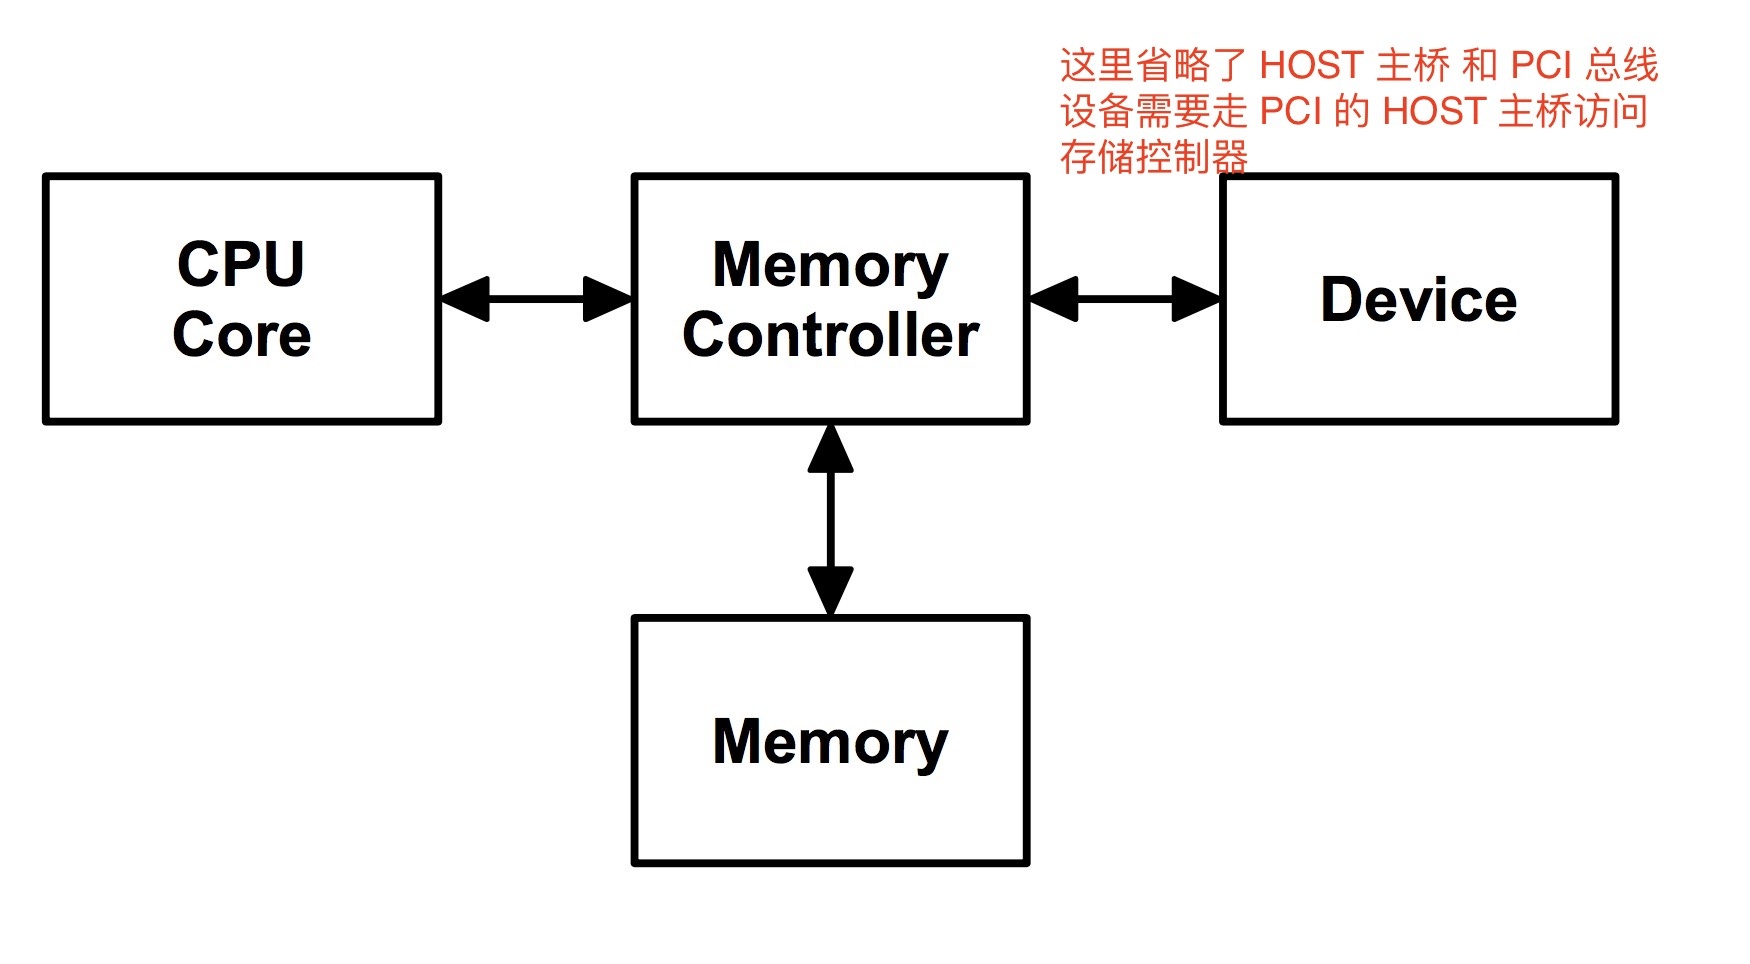 这里省略了 HOST 主桥 和 PCI 总线
设备需要走 PCI 的 HOST 主桥访问
存储控制器
CPU
Core
Memory
Controller
Device
Memory